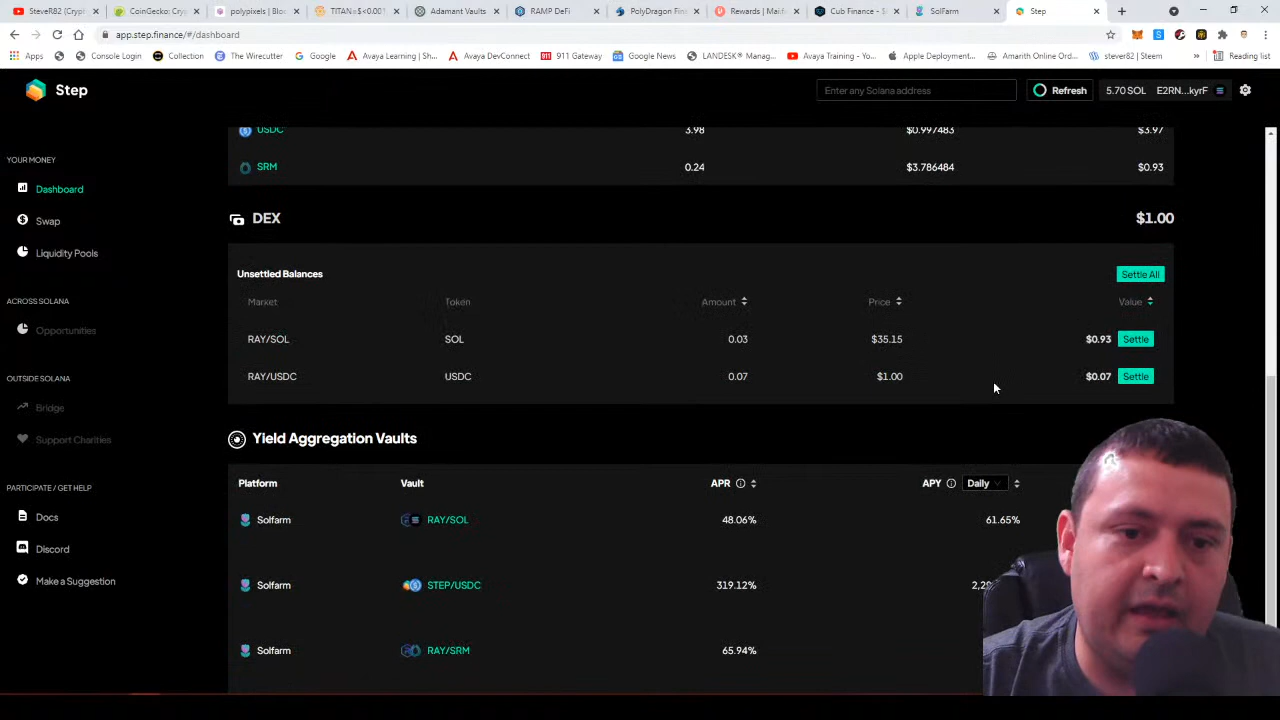 SteveR82 (Crypt
CoinGecko: Cryp
polypixels | Bloc
TITAN@$<0.001
Adamant Vaults
RAMP DeFi
PolyDragon Fina
Cub Finance - S
SolFarm
Step
app.step.finance/#/dashboard
Apps
Console Login
Collection
The Wirecutter
Google
Avaya Learning | Sh...
Avaya DevConnect
911 Gateway
Google News
LANDESK® Manag...
Avaya Training - Yo...
Apple Deployment...
Amarith Online Ord...
stever82 | Steem
»
Reading list
Step
Enter any Solana address
Refresh
5.70 SOL
E2RN...kyrF
YOUR MONEY
Dashboard
Swap
Liquidity Pools
ACROSS SOLANA
Opportunities
OUTSIDE SOLANA
Bridge
Support Charities
PARTICIPATE / GET HELP
Docs
Discord
Make a Suggestion
USDC 3.98 $0.997483 $3.97
SRM 0.24 $3.786484 $0.93
DEX $1.00
Unsettled Balances Settle All
Market Token Amount Price Value
RAY/SOL SOL 0.03 $35.15 $0.93 Settle
RAY/USDC USDC 0.07 $1.00 $0.07 Settle
Yield Aggregation Vaults
Platform Vault APR APY Daily
Solfarm RAY/SOL 48.06% 61.65%
Solfarm STEP/USDC 319.12%
Solfarm RAY/SRM 65.94%